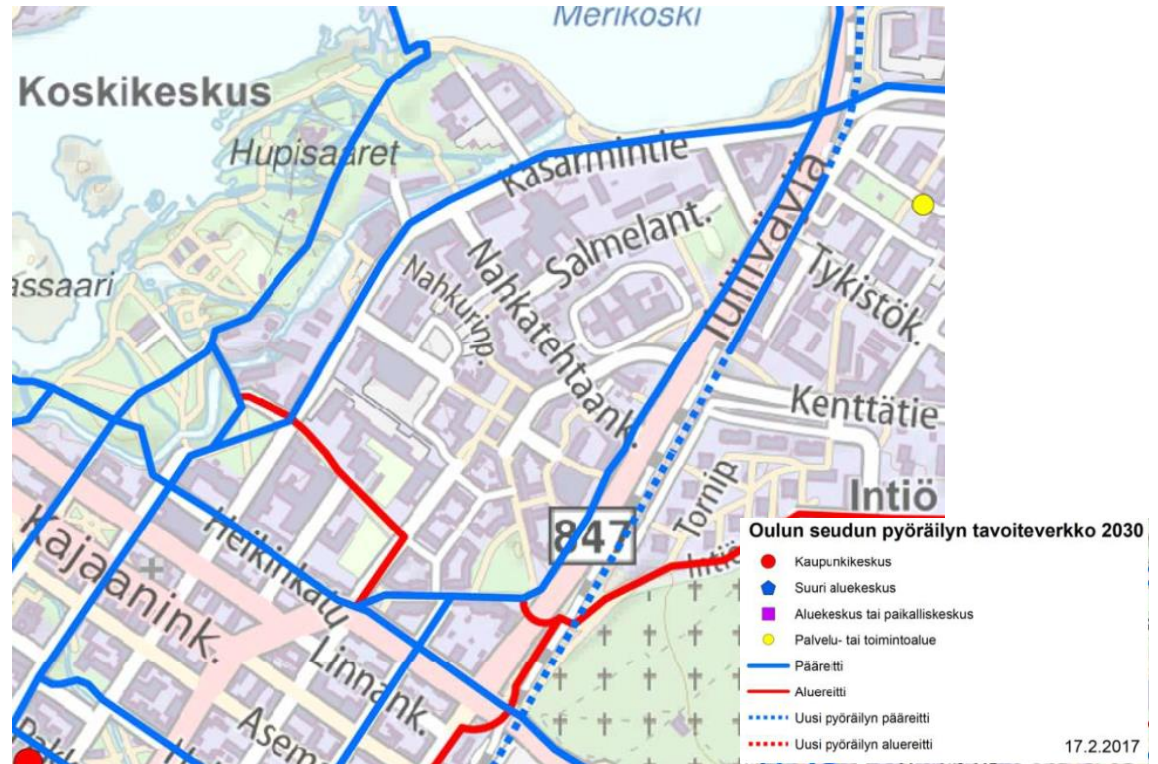 Merikoski
Koskikeskus
Hupisaaret
Kasarmintie
Salmelant.
Tulliväylä
Tykistök.
assaari
Nahkurinp.
Nahkatehtaank.
Kenttätie
Tornip
Intiö
847
Kajaanink.
Heikinkatu
Linnank.
Asem
Oulun seudun pyöräilyn tavoiteverkko 2030
Kaupunkikeskus
Suuri aluekeskus
Aluekeskus tai paikalliskeskus
Palvelu- tai toimintoalue
Pääreitti
Aluereitti
Uusi pyöräilyn pääreitti
Uusi pyöräilyn aluereitti
17.2.2017